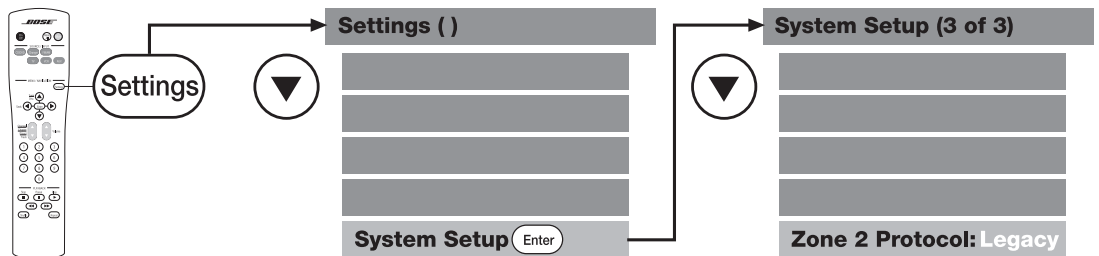 BOSE
Settings
Settings ( )
System Setup Enter
System Setup (3 of 3)
Zone 2 Protocol: Legacy